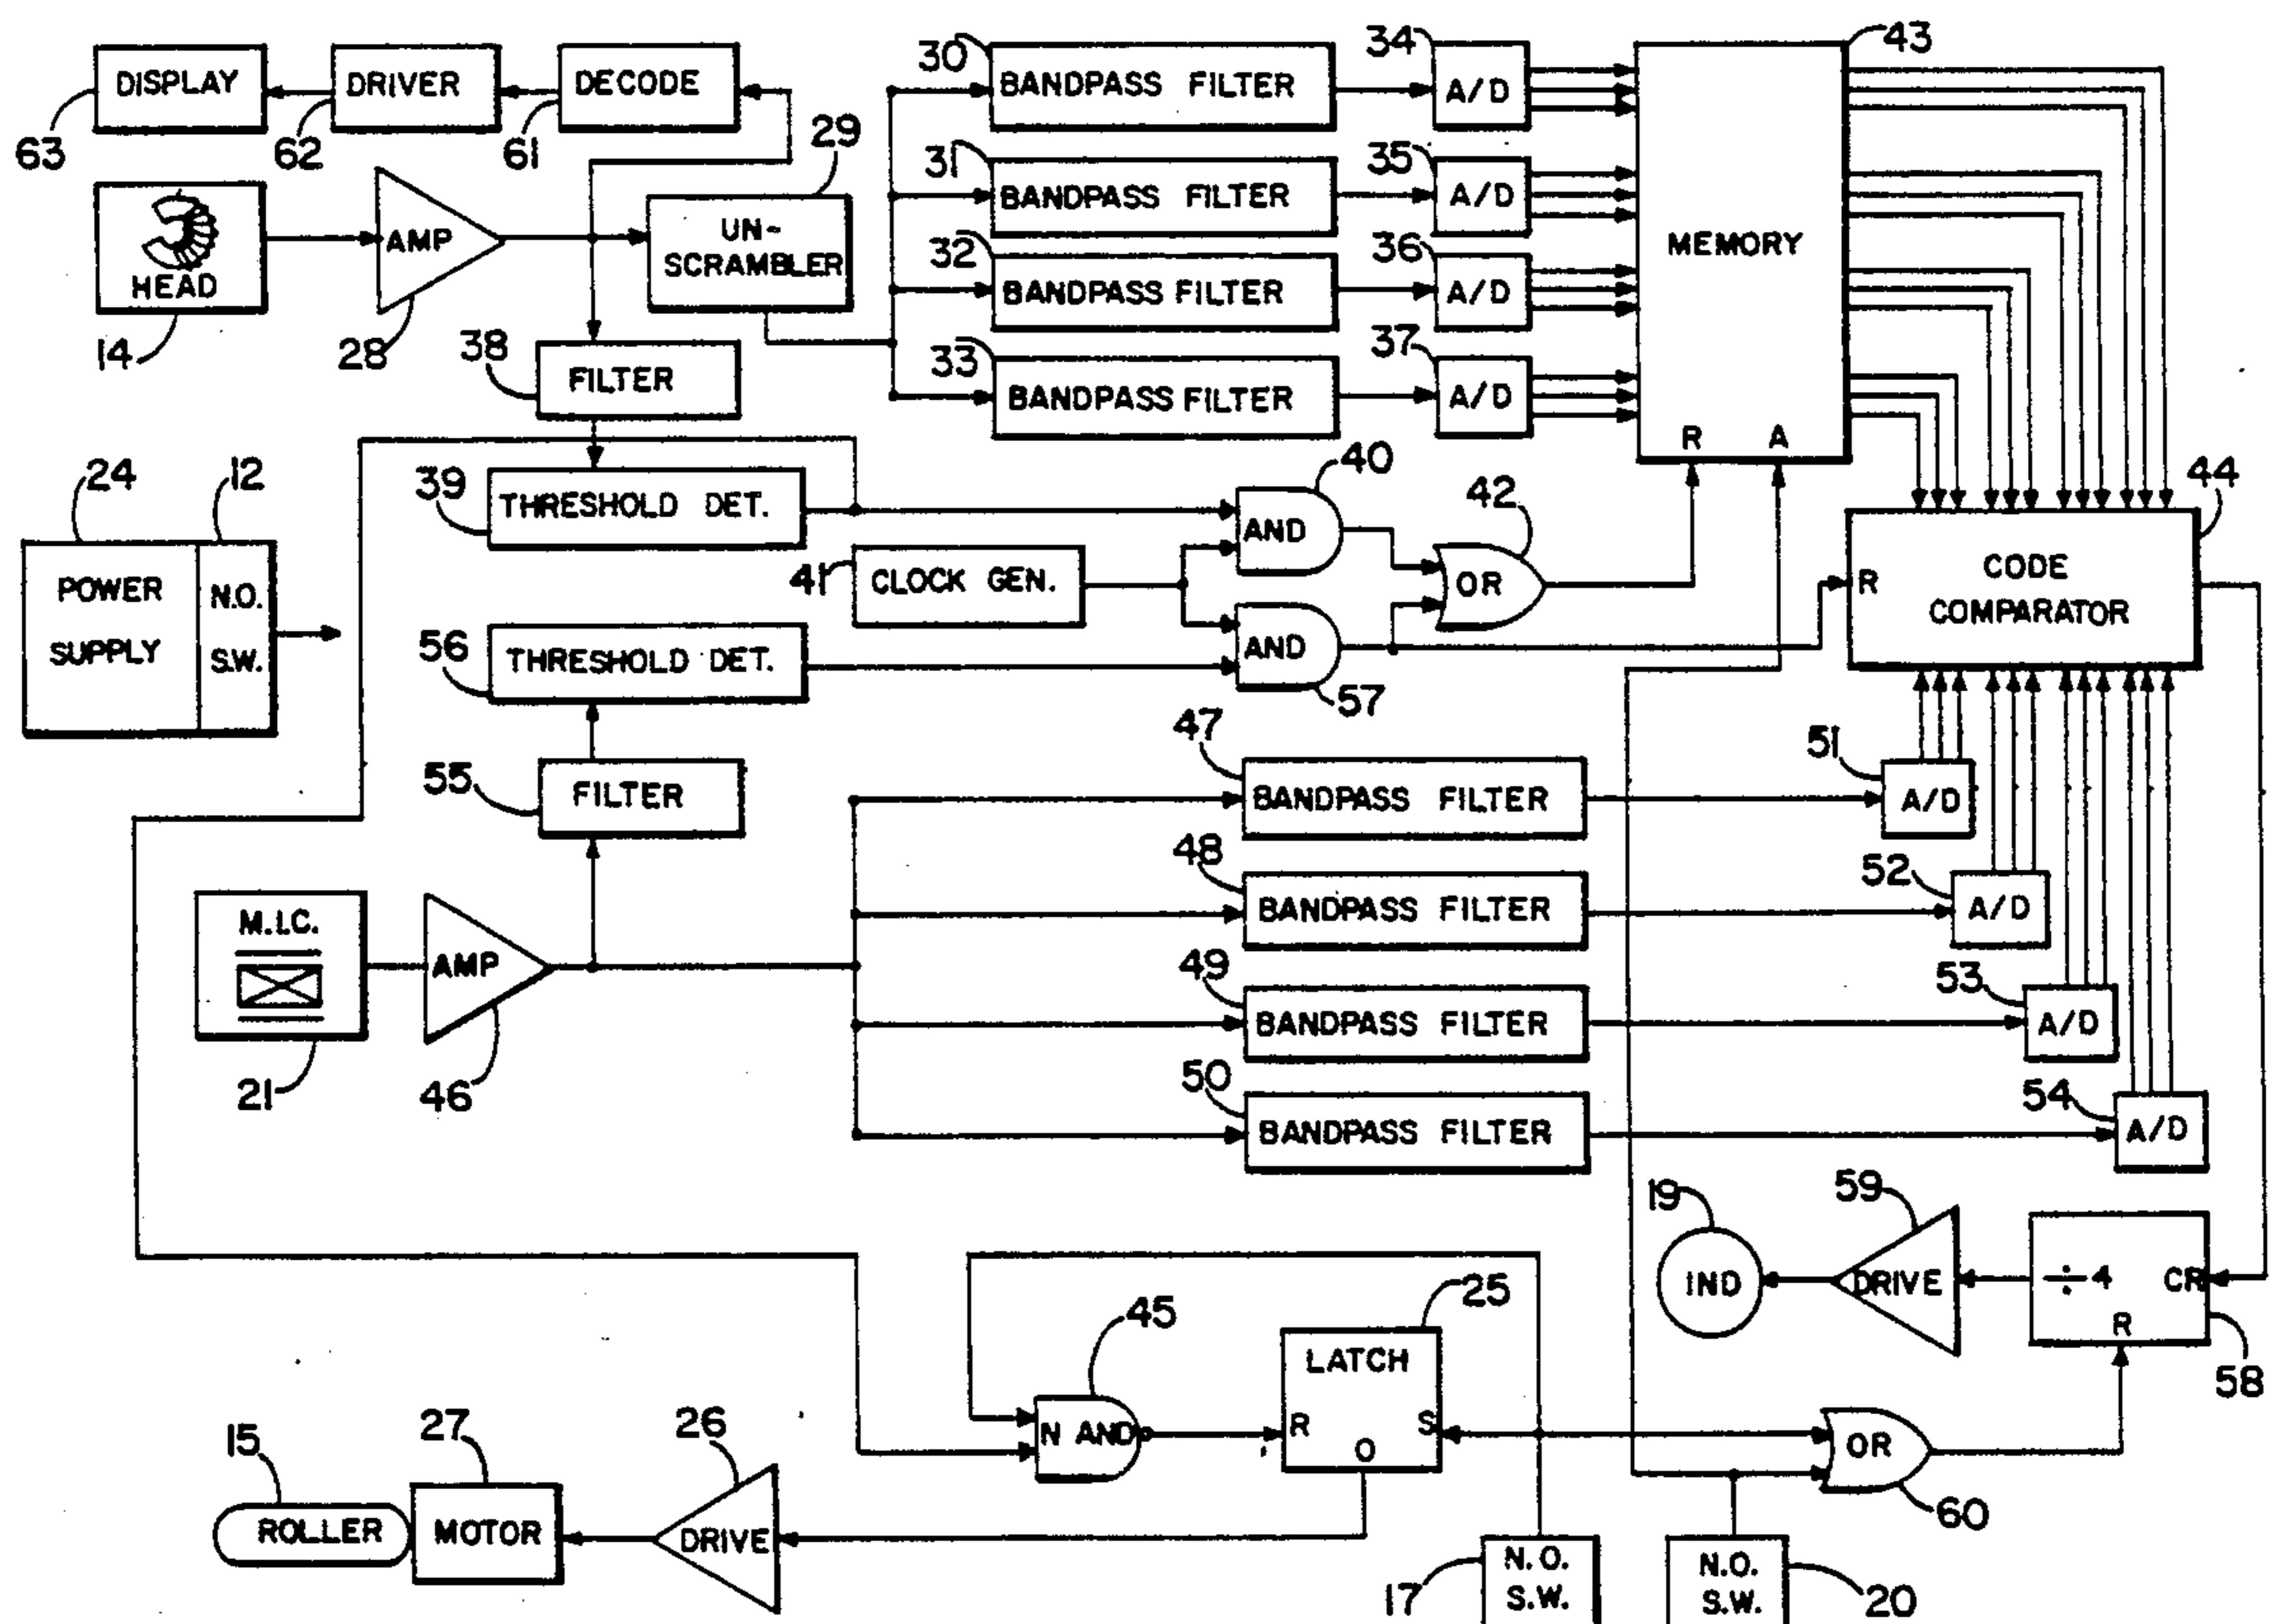 DISPLAY
63
DRIVER
62
DECODE
61
HEAD
14
AMP
28
29
UN-
SCRAMBLER
30
BANDPASS FILTER
34
A/D
31
BANDPASS FILTER
35
A/D
32
BANDPASS FILTER
36
A/D
33
BANDPASS FILTER
37
A/D
43
MEMORY
R A
38
FILTER
39
THRESHOLD DET.
40
AND
41
CLOCK GEN.
42
OR
44
R
CODE
COMPARATOR
24
POWER
SUPPLY
12
N.O.
S.W.
56
THRESHOLD DET.
AND
57
55
FILTER
47
BANDPASS FILTER
51
A/D
48
BANDPASS FILTER
52
A/D
49
BANDPASS FILTER
53
A/D
50
BANDPASS FILTER
54
A/D
M.I.C.
21
AMP
46
19
IND
59
DRIVE
÷4
CR
R
58
45
N AND
25
LATCH
R
S
O
OR
60
15
ROLLER
27
MOTOR
26
DRIVE
17
N.O.
S.W.
N.O.
S.W.
20